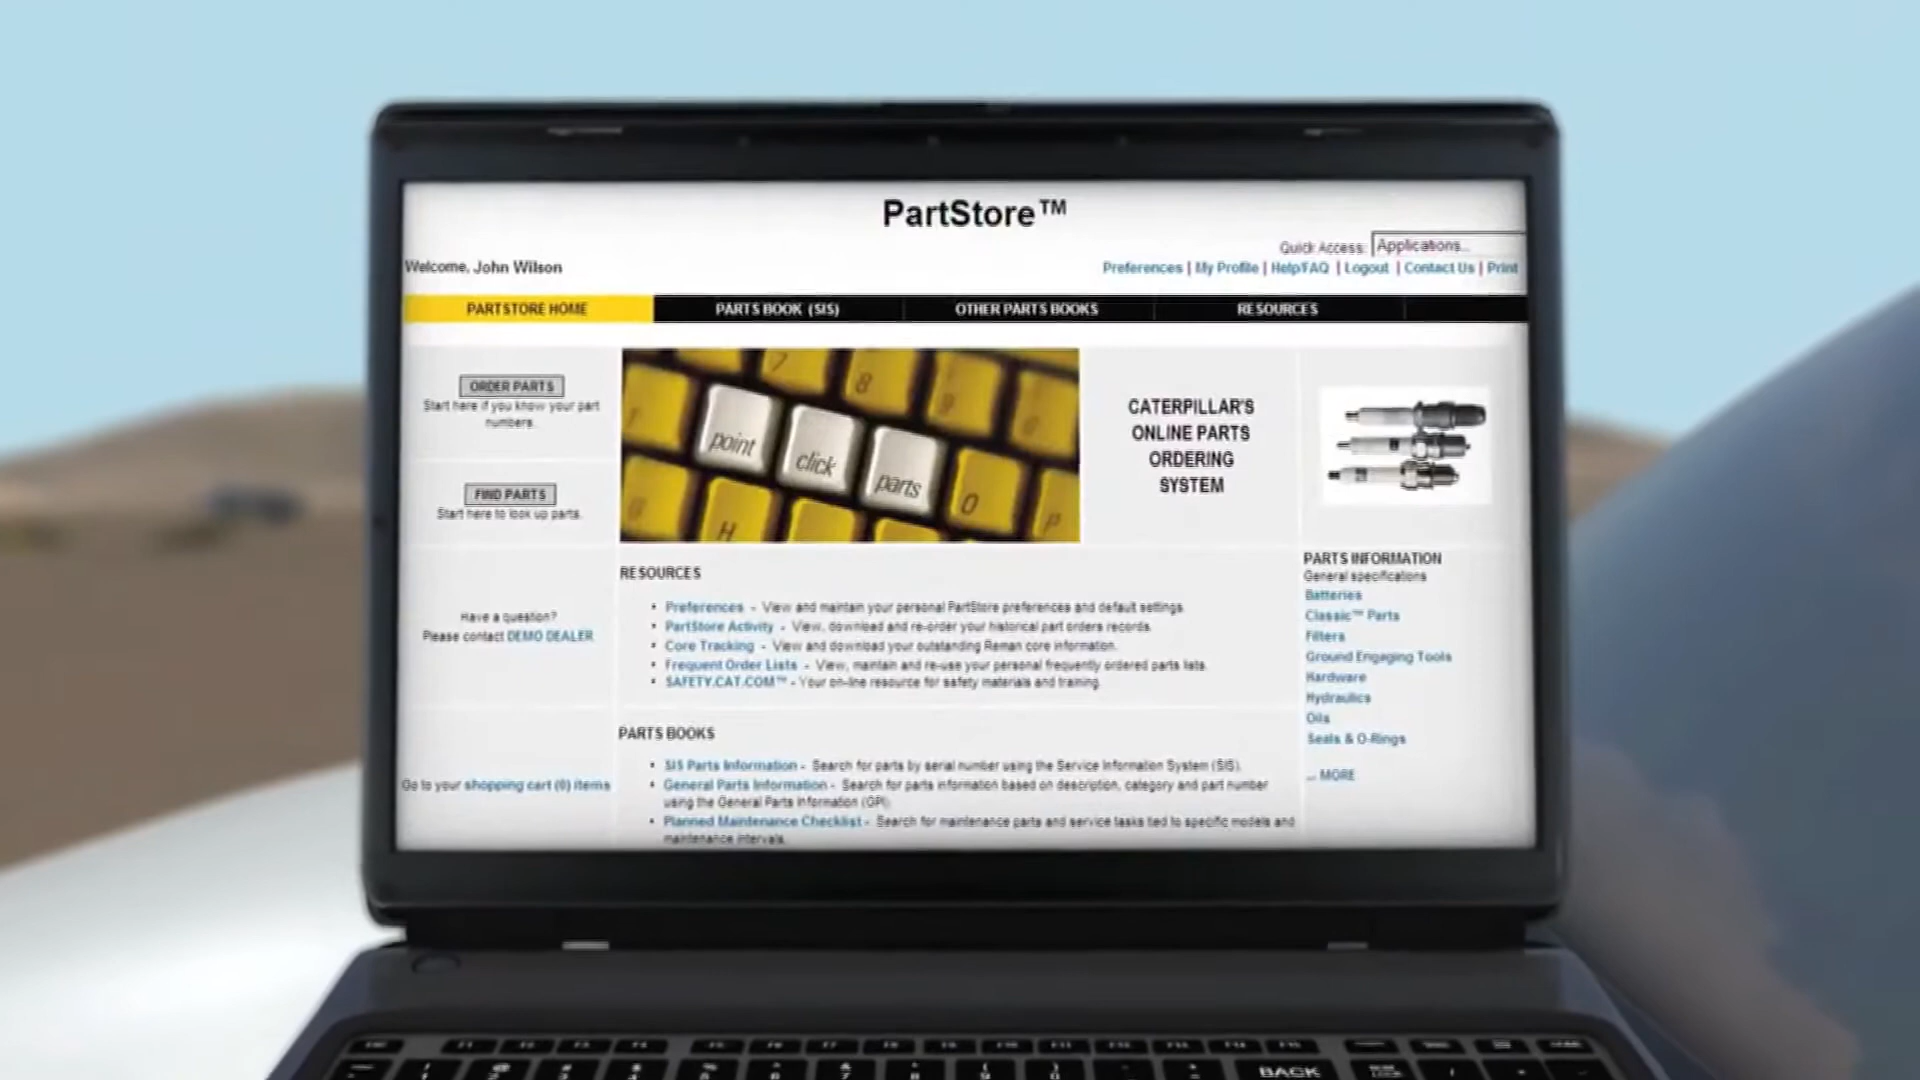 PartStore™
Quick Access: Applications...
Welcome, John Wilson
Preferences | My Profile | Help/FAQ | Logout | Contact Us | Print
PARTSTORE HOME
PARTS BOOK (SIS)
OTHER PARTS BOOKS
RESOURCES
ORDER PARTS
Start here if you know your part
numbers.
FIND PARTS
Start here to look up parts.
Have a question?
Please contact DEMO DEALER
Go to your shopping cart (0) items
7
8
9
point
click
parts
O
P
G
H
CATERPILLAR'S
ONLINE PARTS
ORDERING
SYSTEM
RESOURCES
• Preferences - View and maintain your personal PartStore preferences and default settings.
• PartStore Activity - View, download and re-order your historical part orders records.
• Core Tracking - View and download your outstanding Reman core information.
• Frequent Order Lists - View, maintain and re-use your personal frequently ordered parts lists.
• SAFETY.CAT.COM™ - Your on-line resource for safety materials and training.
PARTS BOOKS
• SIS Parts Information - Search for parts by serial number using the Service Information System (SIS).
• General Parts Information - Search for parts information based on description, category and part number
using the General Parts Information (GPI).
• Planned Maintenance Checklist - Search for maintenance parts and service tasks tied to specific models and
maintenance intervals.
PARTS INFORMATION
General specifications
Batteries
Classic™ Parts
Filters
Ground Engaging Tools
Hardware
Hydraulics
Oils
Seals & O-Rings
... MORE
BACK